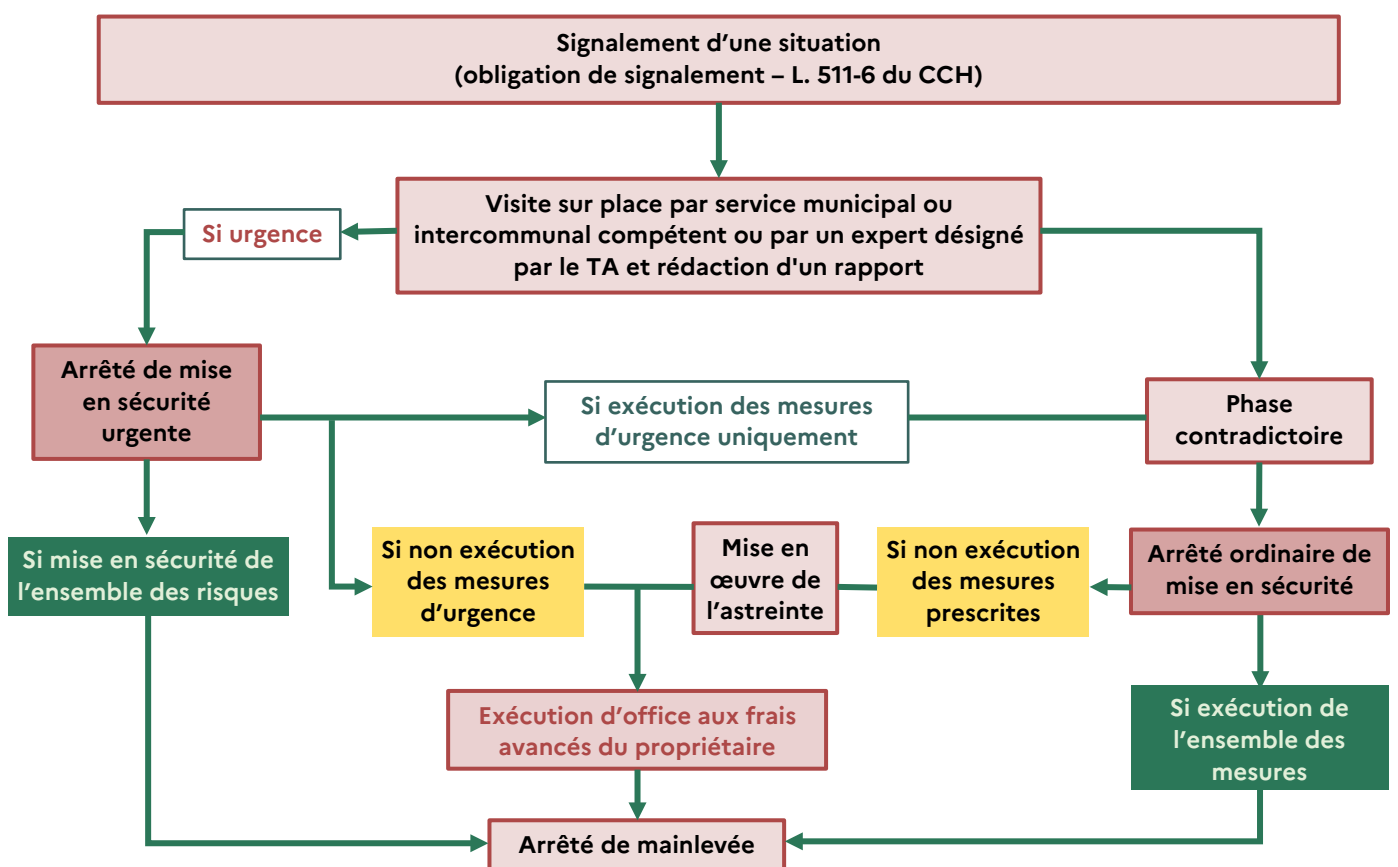 Signalement d’une situation
(obligation de signalement – L. 511-6 du CCH)
Visite sur place par service municipal ou
intercommunal compétent ou par un expert désigné
par le TA et rédaction d'un rapport
Si urgence
Arrêté de mise
en sécurité
urgente
Si exécution des mesures
d’urgence uniquement
Phase
contradictoire
Si mise en sécurité de
l’ensemble des risques
Si non exécution
des mesures
d’urgence
Mise en
œuvre de
l’astreinte
Si non exécution
des mesures
prescrites
Arrêté ordinaire de
mise en sécurité
Exécution d’office aux frais
avancés du propriétaire
Si exécution de
l’ensemble des
mesures
Arrêté de mainlevée